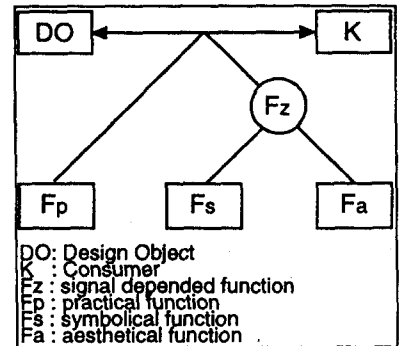 DO K
Fz
Fp Fs Fa
DO: Design Object
K : Consumer
Fz : signal depended function
Fp : practical function
Fs : symbolical function
Fa : aesthetical function